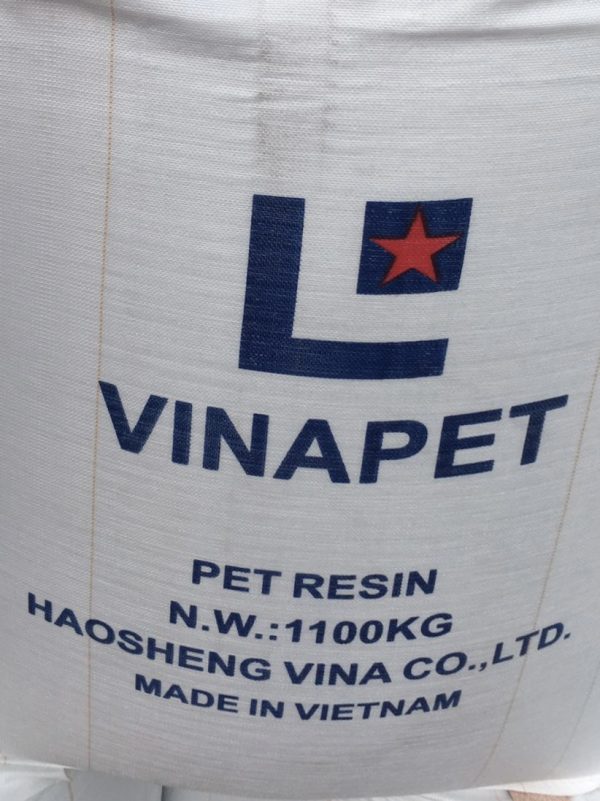 VINAPET
PET RESIN
N.W.:1100KG
HAOSHENG VINA CO.,LTD.
MADE IN VIETNAM